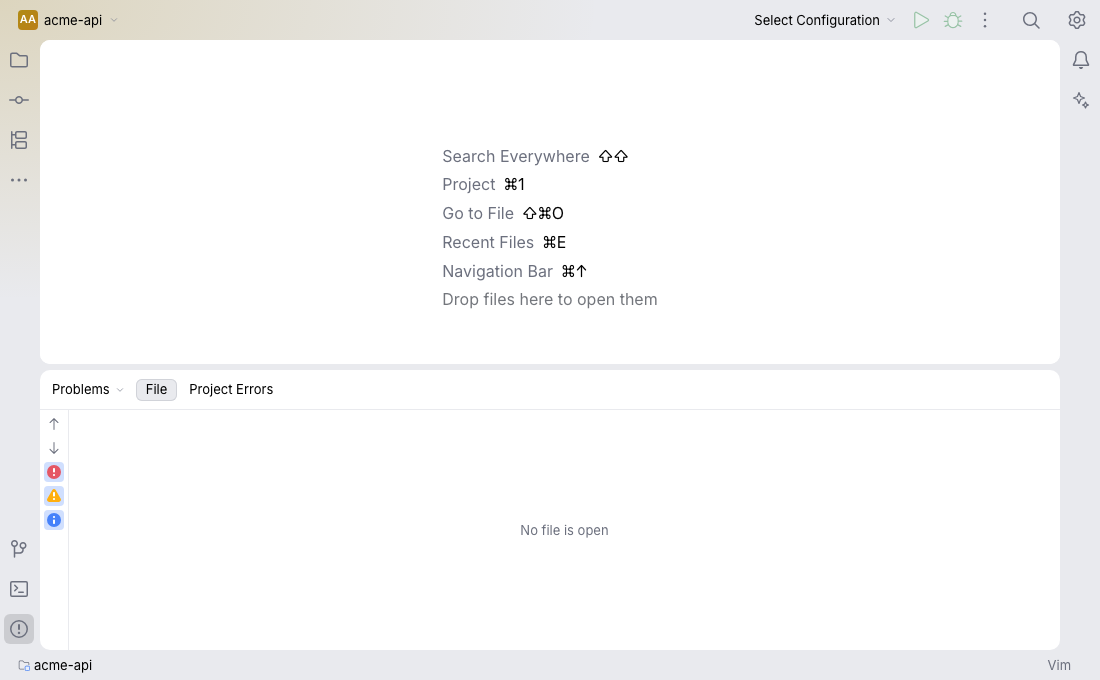 AA acme-api
Select Configuration
Search Everywhere ⇧⇧
Project ⌘1
Go to File ⇧⌘O
Recent Files ⌘E
Navigation Bar ⌘↑
Drop files here to open them
Problems File Project Errors
No file is open
acme-api
Vim